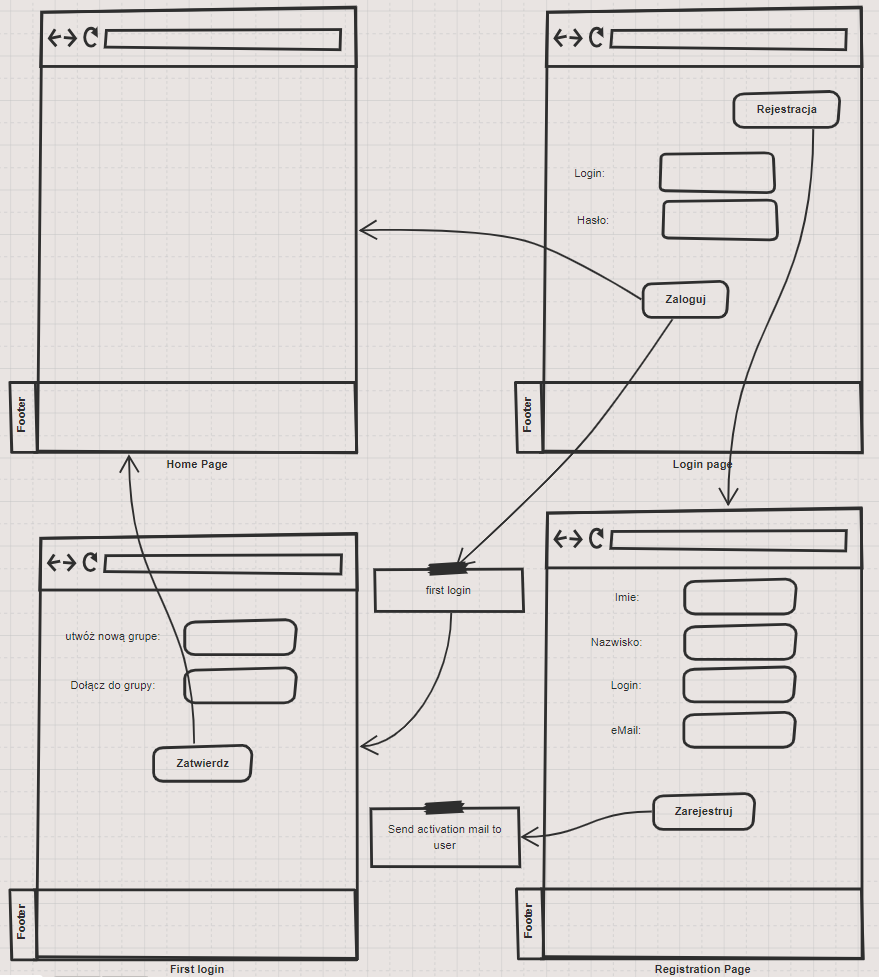 Footer
Home Page
Rejestracja
Login:
Hasło:
Zaloguj
Footer
Login page
utwóż nową grupe:
Dołącz do grupy:
Zatwierdz
Footer
First login
first login
Send activation mail to
user
Imie:
Nazwisko:
Login:
eMail:
Zarejestruj
Footer
Registration Page